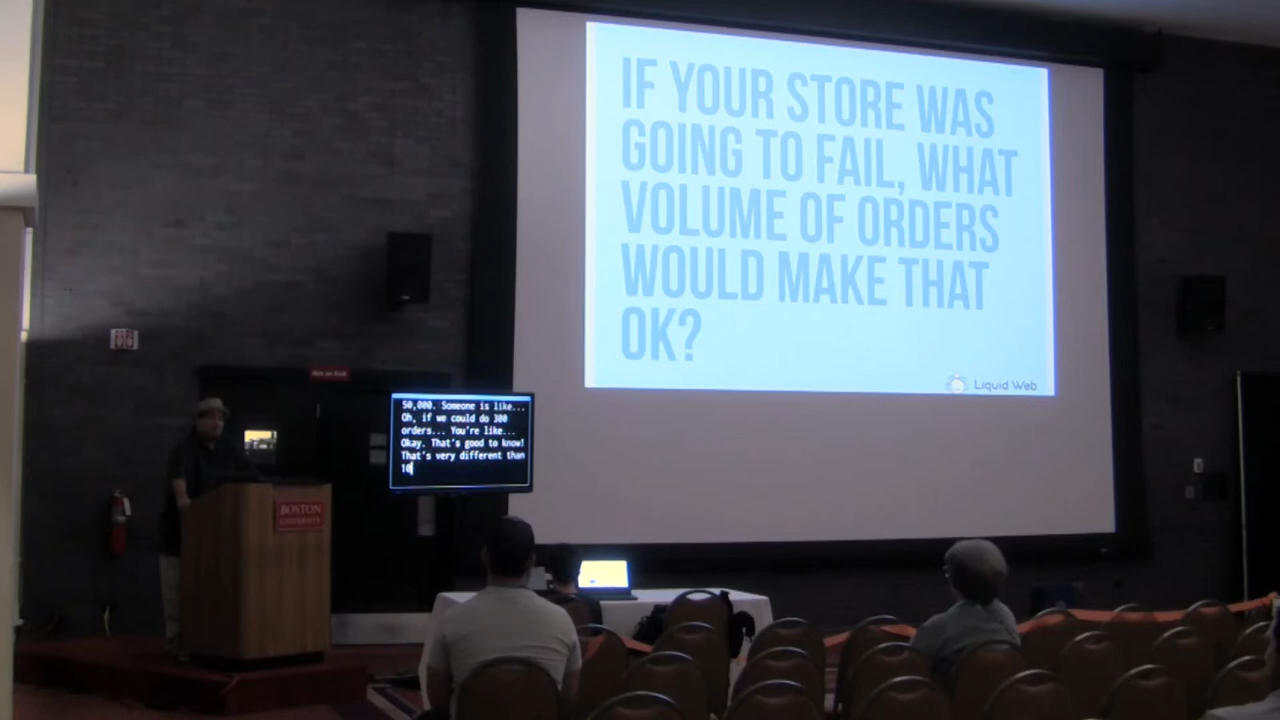 IF YOUR STORE WAS
GOING TO FAIL, WHAT
VOLUME OF ORDERS
WOULD MAKE THAT
OK?
Liquid Web
50,000. Someone is like...
Oh, if we could do 300
orders... You're like...
Okay. That's good to know!
That's very different than
10
BOSTON
UNIVERSITY